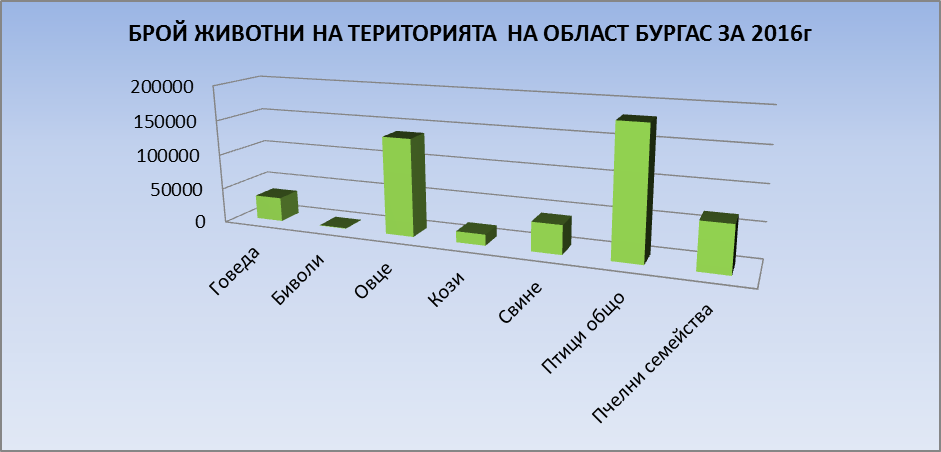 БРОЙ ЖИВОТНИ НА ТЕРИТОРИЯТА НА ОБЛАСТ БУРГАС ЗА 2016г
200000
150000
100000
50000
0
Говеда
Биволи
Овце
Кози
Свине
Птици общо
Пчелни семейства